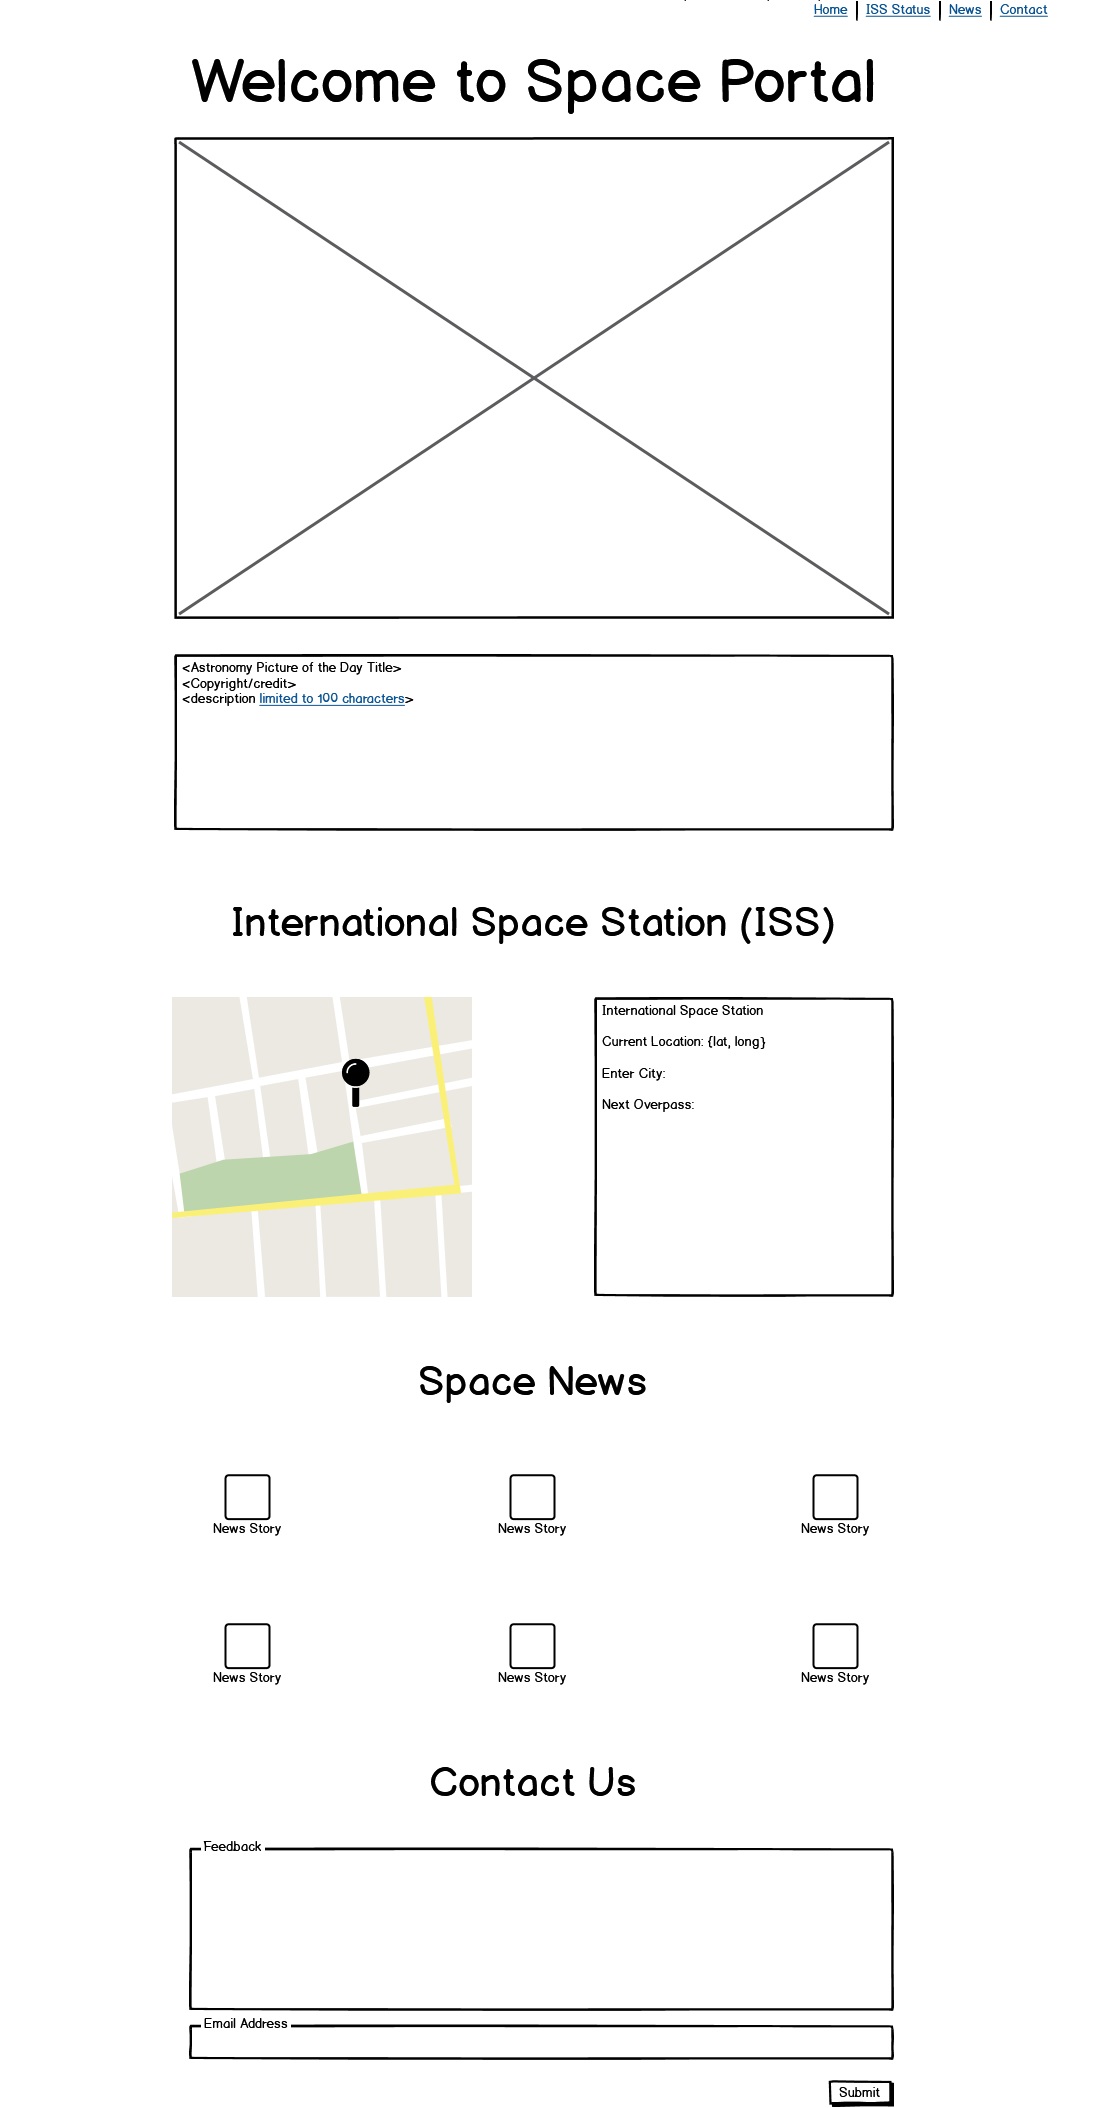 Home | ISS Status | News | Contact
Welcome to Space Portal
<Astronomy Picture of the Day Title>
<Copyright/credit>
<description limited to 100 characters>
International Space Station (ISS)
International Space Station
Current Location: {lat, long}
Enter City:
Next Overpass:
Space News
News Story News Story News Story
News Story News Story News Story
Contact Us
Feedback
Email Address
Submit